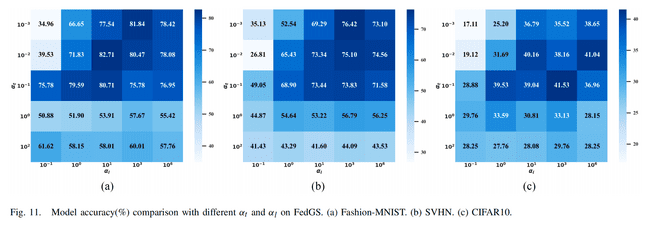 10⁻³ 34.96 66.65 77.54 81.84 78.42
10⁻² 39.53 71.83 82.71 80.47 78.08
10⁻¹ 75.78 79.59 80.71 75.78 76.95
10⁰ 50.88 51.90 53.91 57.67 55.42
10² 61.62 58.15 58.01 60.01 57.76
10⁻¹ 10⁰ 10¹ 10³ 10⁴
80
70
60
50
40
(a)
10⁻³ 35.13 52.54 69.29 76.42 73.10
10⁻² 26.81 65.43 73.34 75.10 74.56
10⁻¹ 49.05 68.90 73.44 73.83 71.58
10⁰ 44.87 54.64 53.22 56.79 56.25
10² 41.43 43.29 41.60 44.09 43.53
10⁻¹ 10⁰ 10¹ 10³ 10⁴
70
60
50
40
30
(b)
10⁻³ 17.11 25.20 36.79 35.52 38.65
10⁻² 19.12 31.69 40.16 38.16 41.04
10⁻¹ 28.88 39.53 39.04 41.53 36.96
10⁰ 29.76 33.59 30.81 33.13 28.15
10² 28.25 27.76 28.08 29.76 28.25
10⁻¹ 10⁰ 10¹ 10³ 10⁴
40
35
30
25
20
(c)
Fig. 11. Model accuracy(%) comparison with different αₗ and α_f on FedGS. (a) Fashion-MNIST. (b) SVHN. (c) CIFAR10.